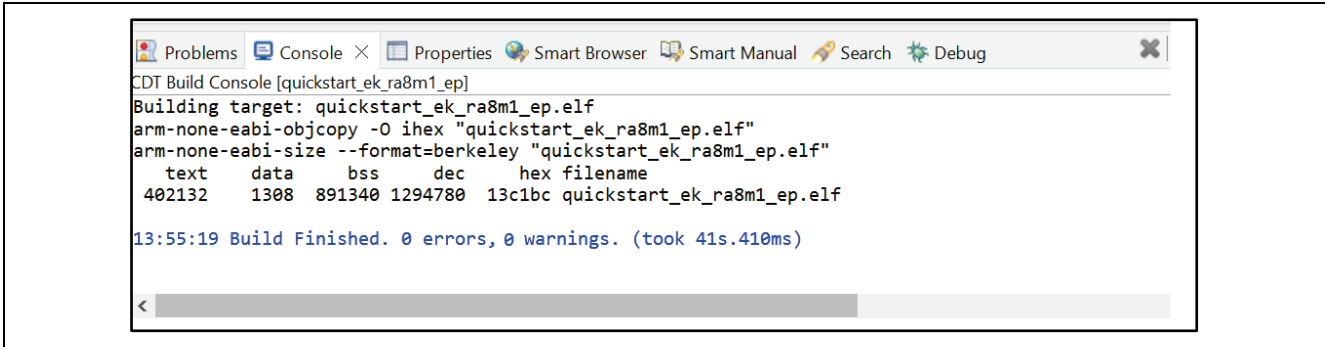 Problems Console Properties Smart Browser Smart Manual Search Debug
CDT Build Console [quickstart_ek_ra8m1_ep]
Building target: quickstart_ek_ra8m1_ep.elf
arm-none-eabi-objcopy -O ihex "quickstart_ek_ra8m1_ep.elf"
arm-none-eabi-size --format=berkeley "quickstart_ek_ra8m1_ep.elf"
   text    data     bss     dec     hex filename
 402132    1308  891340 1294780  13c1bc quickstart_ek_ra8m1_ep.elf
13:55:19 Build Finished. 0 errors, 0 warnings. (took 41s.410ms)